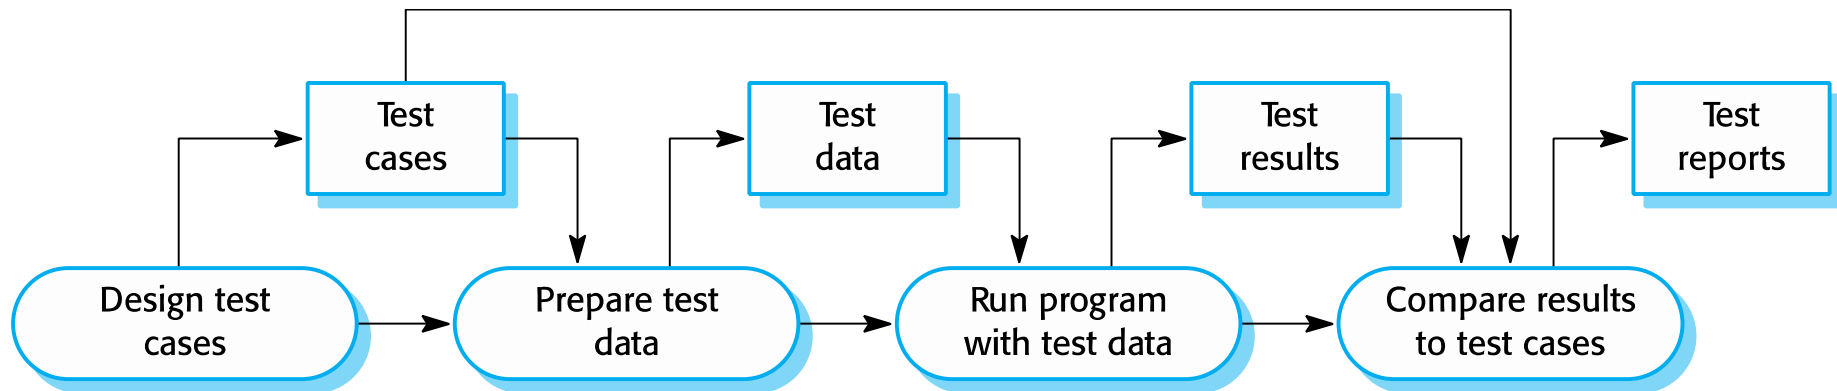 Test
cases
Test
data
Test
results
Test
reports
Design test
cases
Prepare test
data
Run program
with test data
Compare results
to test cases